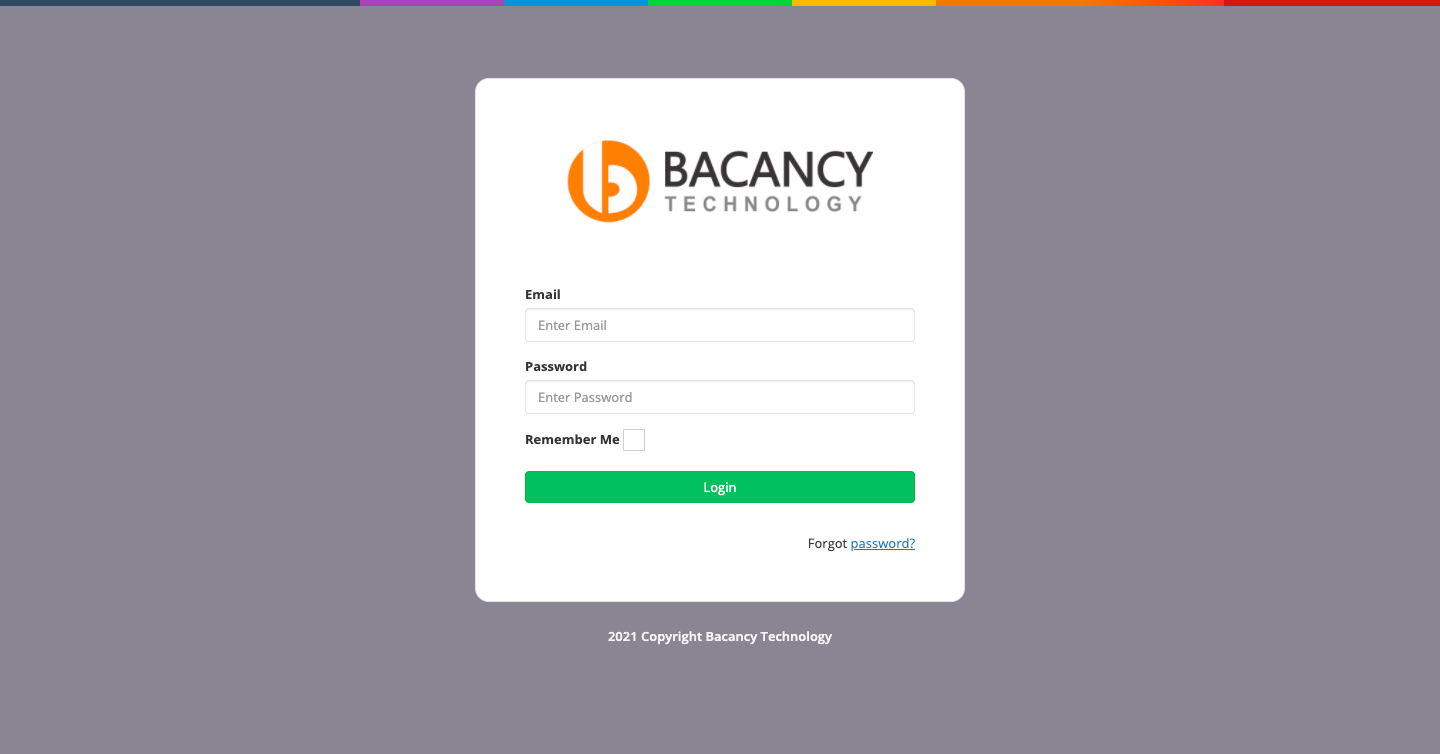 BACANCY
TECHNOLOGY
Email
Enter Email
Password
Enter Password
Remember Me
Login
Forgot password?
2021 Copyright Bacancy Technology